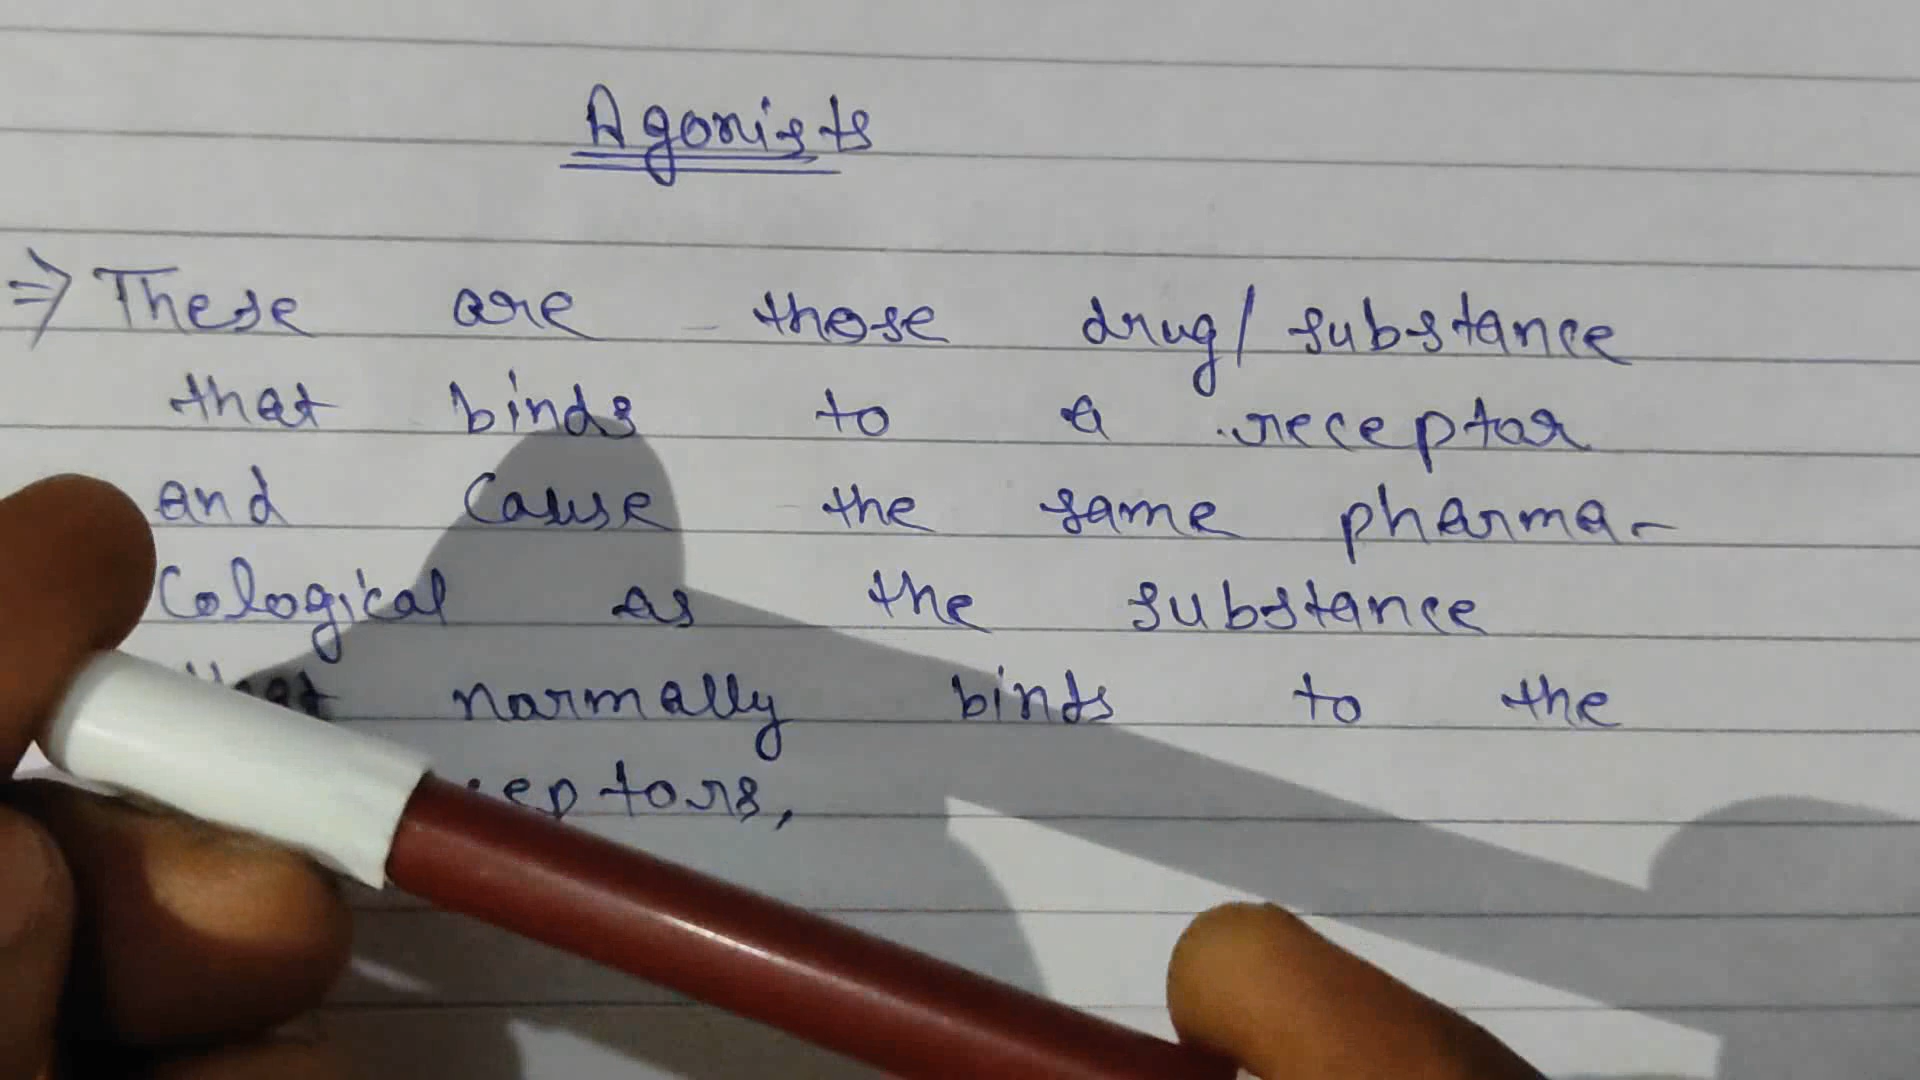 Agonists
⇒ These are those drug/substance
that binds to a receptor
and cause the same pharma-
cological as the substance
normally binds to the
eptors,